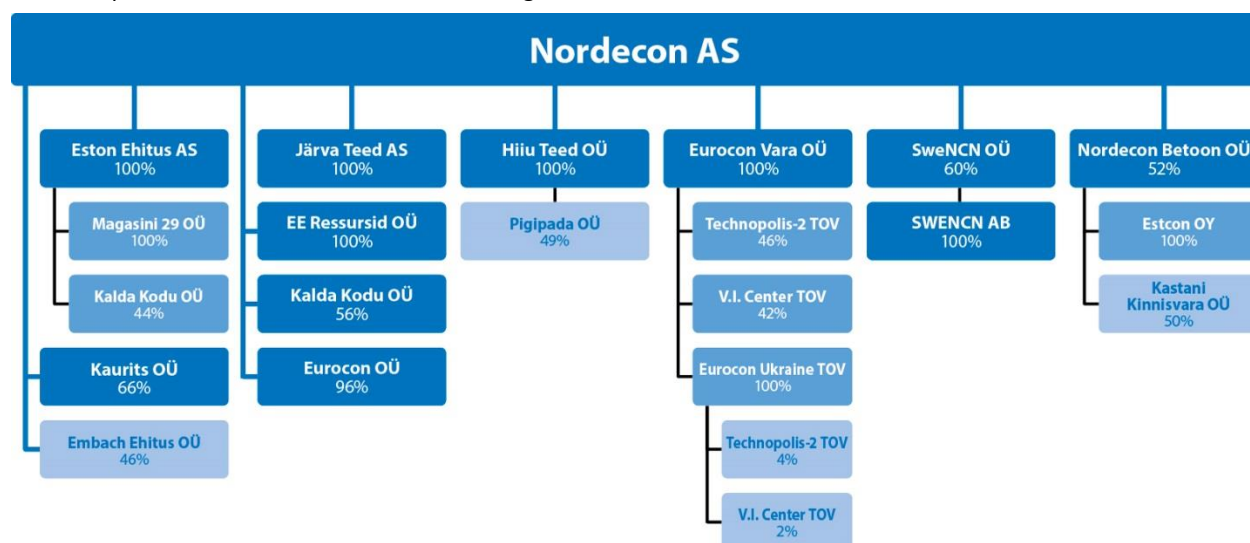 Nordecon AS
Eston Ehitus AS
100%
Magasini 29 OÜ
100%
Kalda Kodu OÜ
44%
Kaurits OÜ
66%
Embach Ehitus OÜ
46%
Järva Teed AS
100%
EE Ressursid OÜ
100%
Kalda Kodu OÜ
56%
Eurocon OÜ
96%
Hiiu Teed OÜ
100%
Pigipada OÜ
49%
Eurocon Vara OÜ
100%
Technopolis-2 TOV
46%
V.I. Center TOV
42%
Eurocon Ukraine TOV
100%
Technopolis-2 TOV
4%
V.I. Center TOV
2%
SweNCN OÜ
60%
SWENCN AB
100%
Nordecon Betoon OÜ
52%
Estcon OY
100%
Kastani
Kinnisvara OÜ
50%